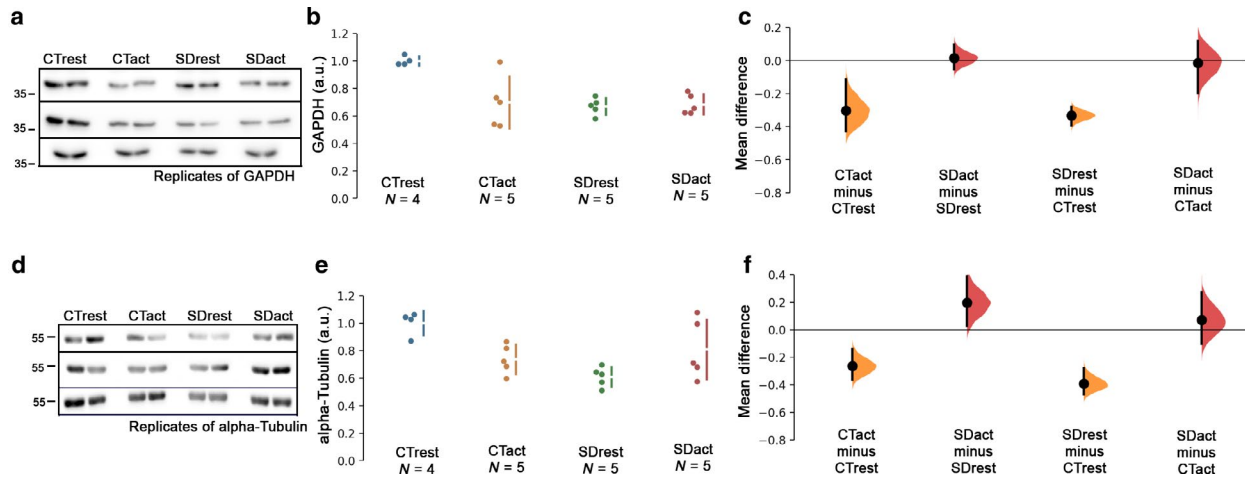 a
CTrest CTact SDrest SDact
35
35
35
Replicates of GAPDH
b
GAPDH (a.u.)
1.2
1.0
0.8
0.6
0.4
0.2
0.0
CTrest
N = 4
CTact
N = 5
SDrest
N = 5
SDact
N = 5
c
Mean difference
0.2
0.0
−0.2
−0.4
−0.6
−0.8
CTact
minus
CTrest
SDact
minus
SDrest
SDrest
minus
CTrest
SDact
minus
CTact
d
CTrest CTact SDrest SDact
55
55
55
Replicates of alpha-Tubulin
e
alpha-Tubulin (a.u.)
1.2
1.0
0.8
0.6
0.4
0.2
0.0
CTrest
N = 4
CTact
N = 5
SDrest
N = 5
SDact
N = 5
f
Mean difference
0.4
0.2
0.0
−0.2
−0.4
−0.6
−0.8
CTact
minus
CTrest
SDact
minus
SDrest
SDrest
minus
CTrest
SDact
minus
CTact